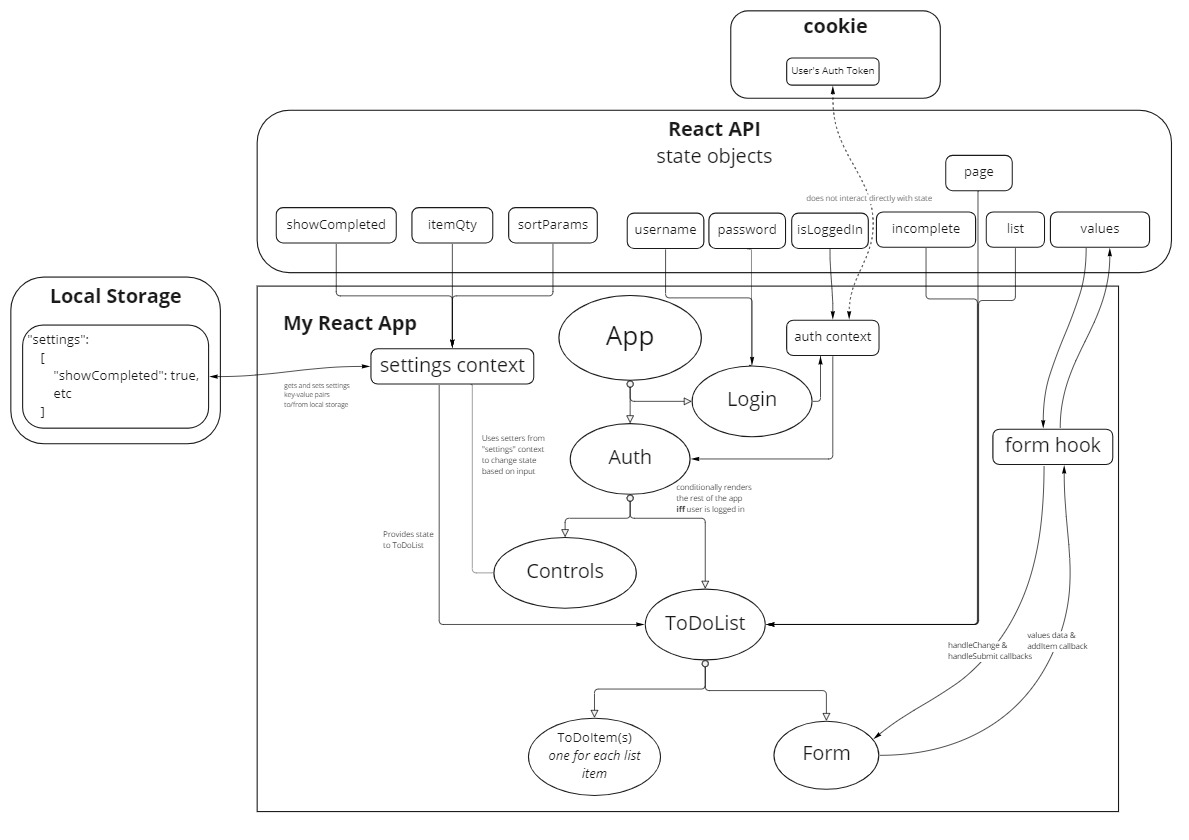 cookie
User's Auth Token
React API
state objects
page
does not interact directly with state
showCompleted
itemQty
sortParams
username
password
isLoggedIn
incomplete
list
values
Local Storage
"settings":
[
"showCompleted": true,
etc
]
gets and sets settings
key-value pairs
to/from local storage
My React App
settings context
App
auth context
Login
Uses setters from
"settings" context
to change state
based on input
Auth
form hook
conditionally renders
the rest of the app
iff user is logged in
Provides state
to ToDoList
Controls
ToDoList
handleChange &
handleSubmit callbacks
values data &
addItem callback
ToDoItem(s)
one for each list
item
Form